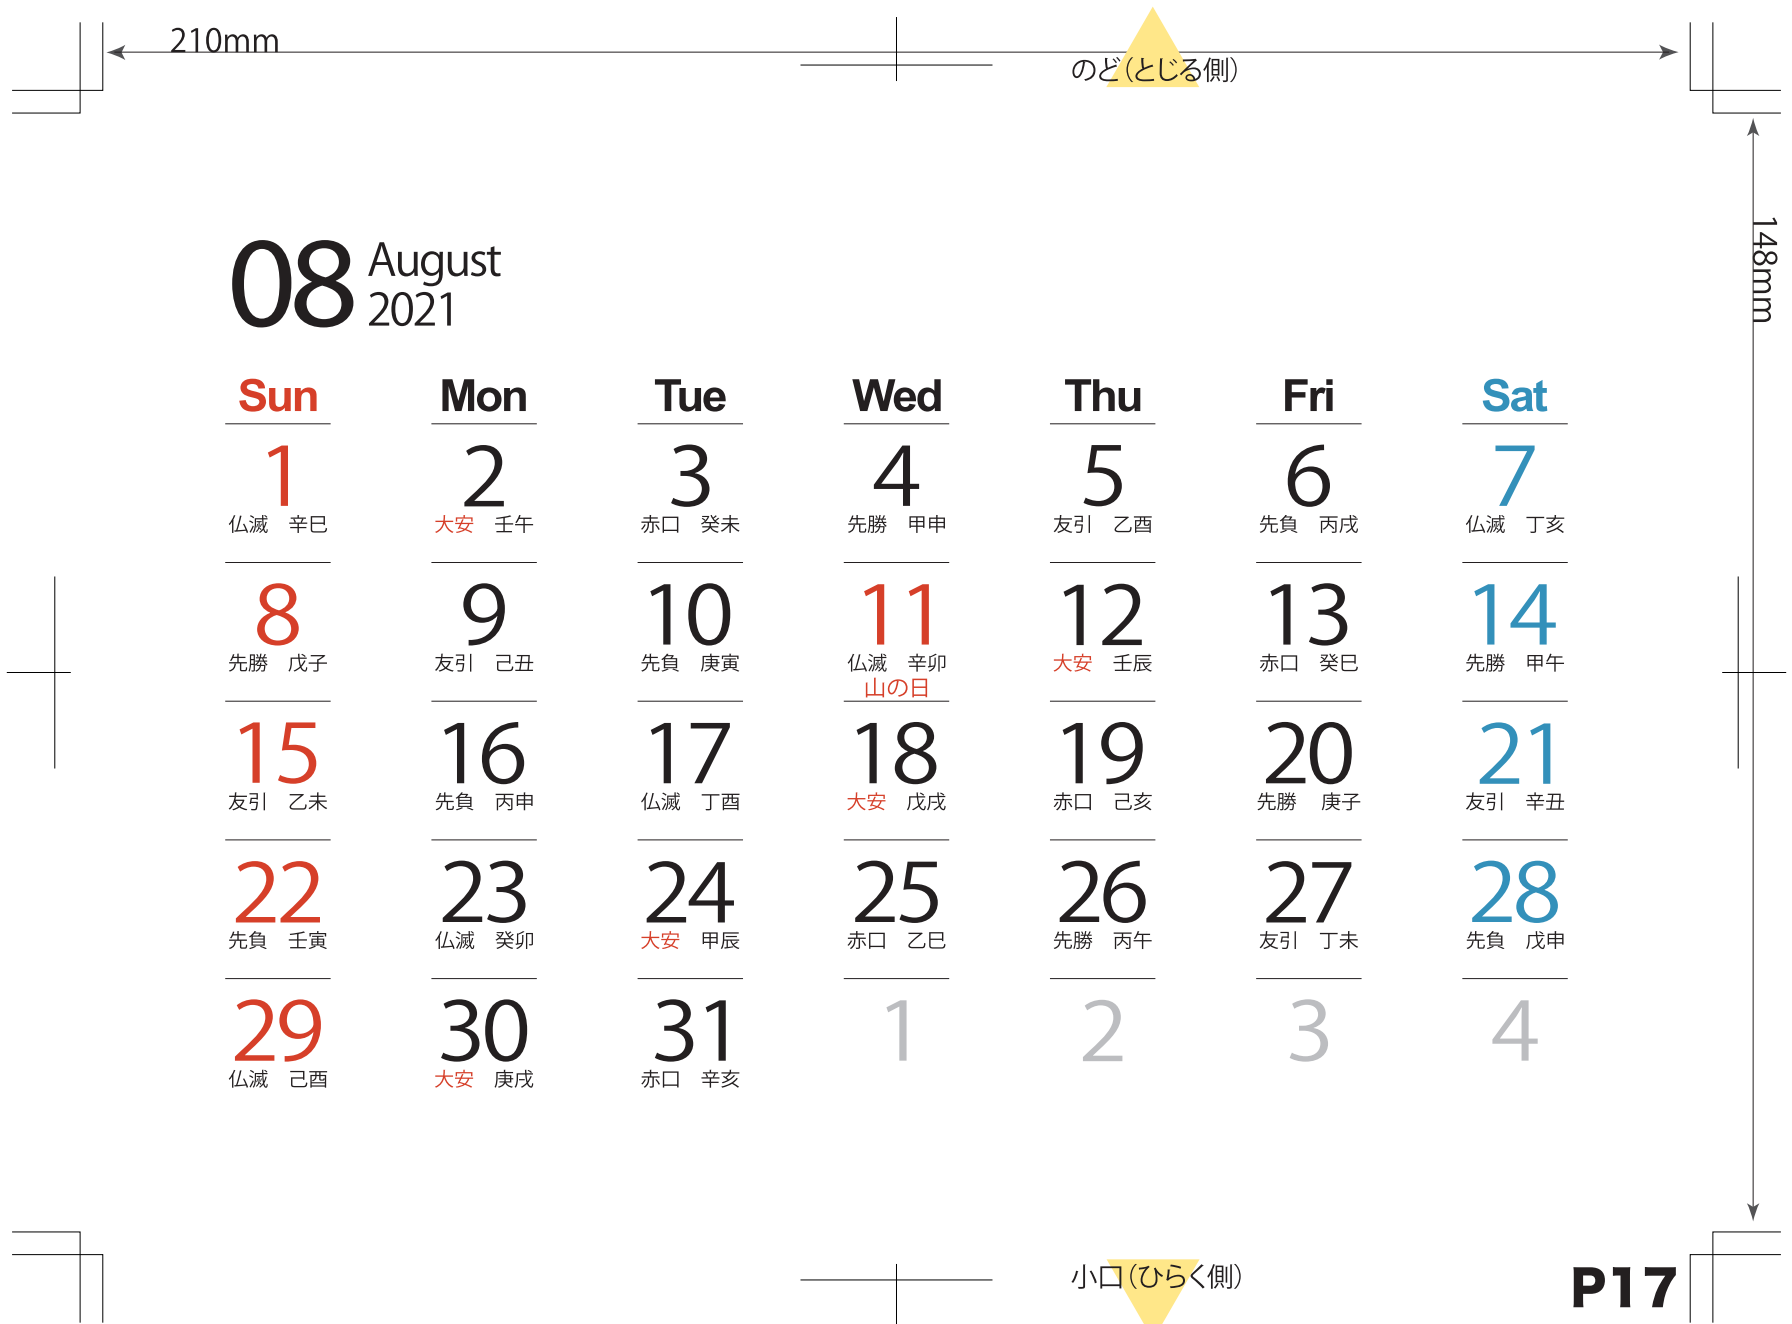 210mm
のど（とじる側）
148mm
08 August
2021
Sun Mon Tue Wed Thu Fri Sat
1 2 3 4 5 6 7
仏滅 辛巳 大安 壬午 赤口 癸未 先勝 甲申 友引 乙酉 先負 丙戌 仏滅 丁亥
8 9 10 11 12 13 14
先勝 戊子 友引 己丑 先負 庚寅 仏滅 辛卯 大安 壬辰 赤口 癸巳 先勝 甲午
山の日
15 16 17 18 19 20 21
友引 乙未 先負 丙申 仏滅 丁酉 大安 戊戌 赤口 己亥 先勝 庚子 友引 辛丑
22 23 24 25 26 27 28
先負 壬寅 仏滅 癸卯 大安 甲辰 赤口 乙巳 先勝 丙午 友引 丁未 先負 戊申
29 30 31 1 2 3 4
仏滅 己酉 大安 庚戌 赤口 辛亥
小口（ひらく側）
P17